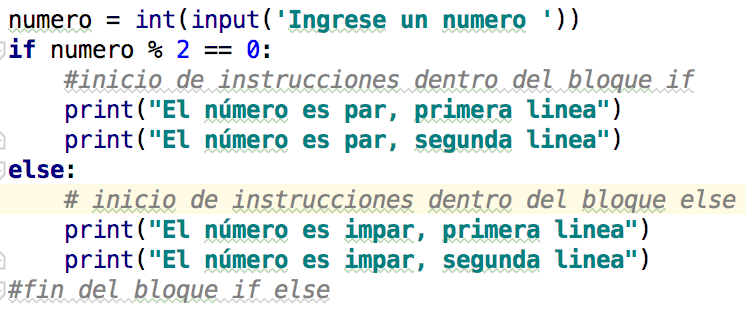 numero = int(input('Ingrese un numero '))
if numero % 2 == 0:
    #inicio de instrucciones dentro del bloque if
    print("El número es par, primera linea")
    print("El número es par, segunda linea")
else:
    # inicio de instrucciones dentro del bloque else
    print("El número es impar, primera linea")
    print("El número es impar, segunda linea")
#fin del bloque if else